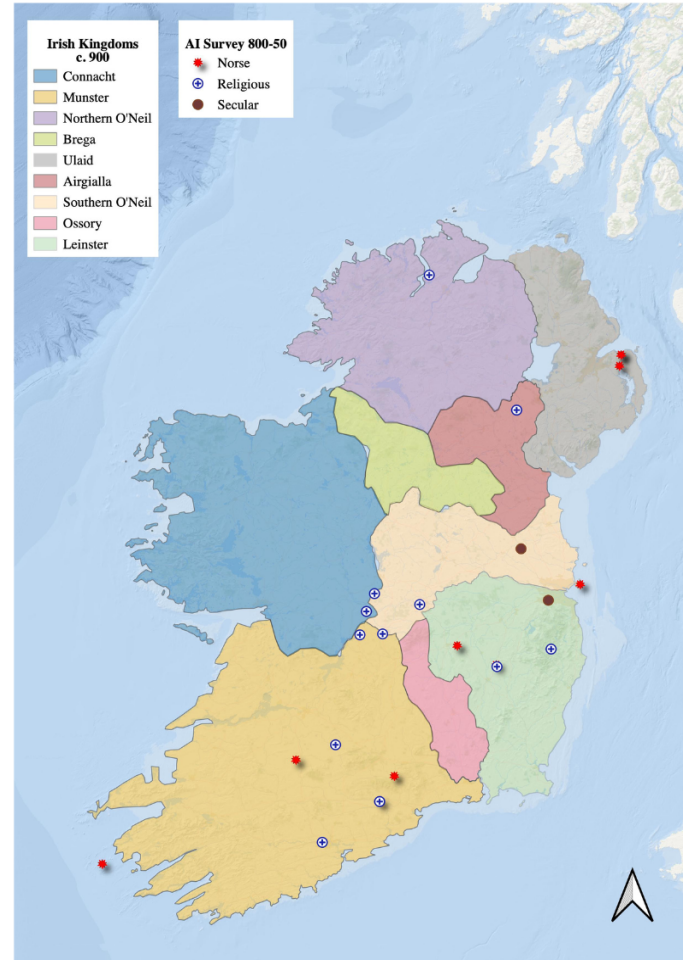 Irish Kingdoms
c. 900
Connacht
Munster
Northern O'Neil
Brega
Ulaid
Airgialla
Southern O'Neil
Ossory
Leinster
AI Survey 800-50
Norse
Religious
Secular